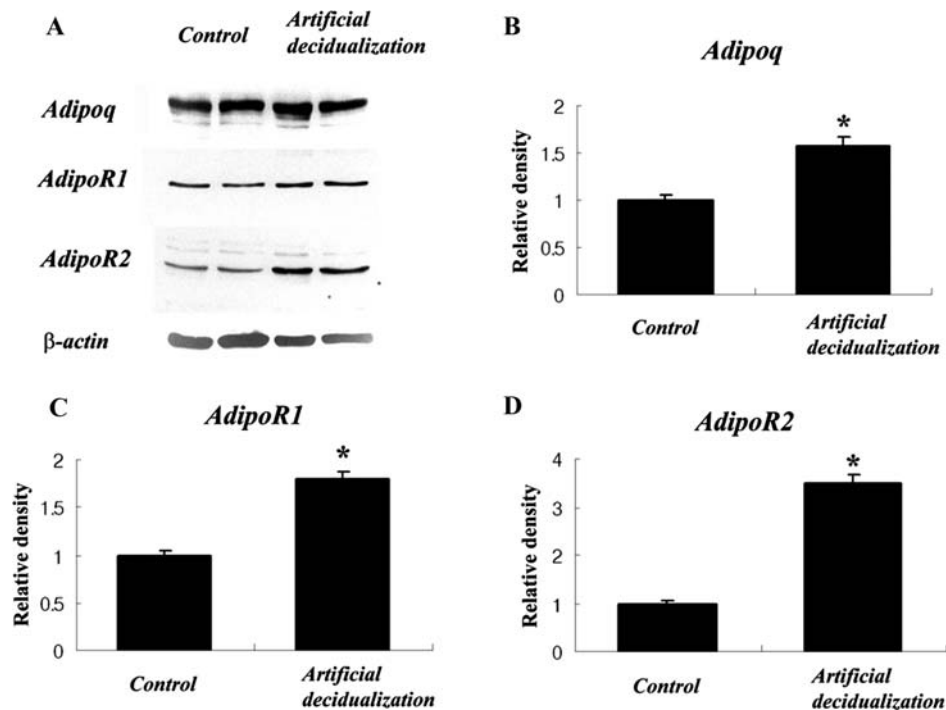 A
Control
Artificial
decidualization
Adipoq
AdipoR1
AdipoR2
β-actin
B
Adipoq
Relative density
2
1.5
1
0.5
0
*
Control
Artificial
decidualization
C
AdipoR1
Relative density
2
1.5
1
0.5
0
*
Control
Artificial
decidualization
D
AdipoR2
Relative density
4
3
2
1
0
*
Control
Artificial
decidualization